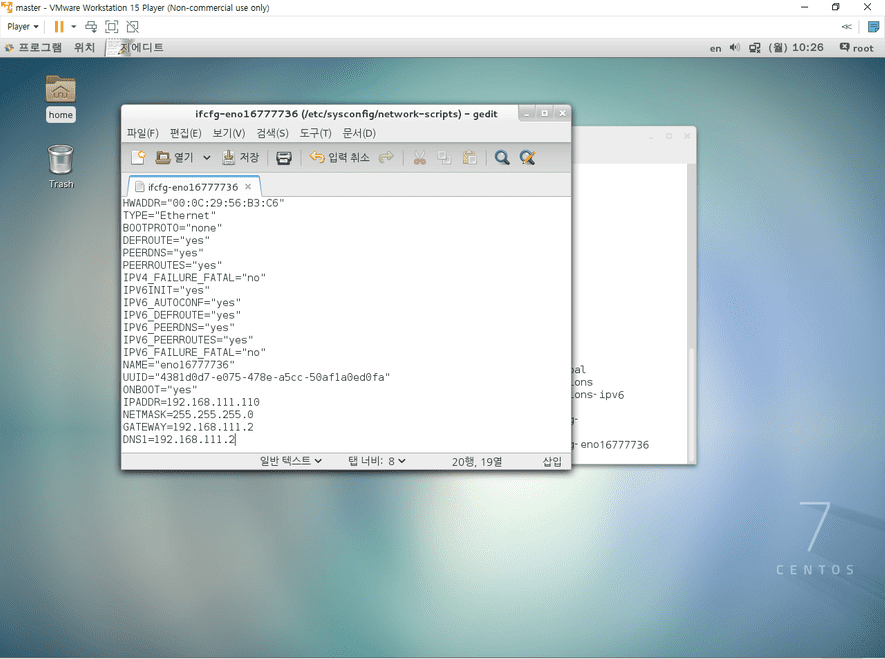 master - VMware Workstation 15 Player (Non-commercial use only)
Player
프로그램 위치 지에디트 en (월) 10:26 root
home
Trash
ifcfg-eno16777736 (/etc/sysconfig/network-scripts) - gedit
파일(F) 편집(E) 보기(V) 검색(S) 도구(T) 문서(D)
열기 저장 입력 취소
ifcfg-eno16777736
HWADDR="00:0C:29:56:B3:C6"
TYPE="Ethernet"
BOOTPROTO="none"
DEFROUTE="yes"
PEERDNS="yes"
PEERROUTES="yes"
IPV4_FAILURE_FATAL="no"
IPV6INIT="yes"
IPV6_AUTOCONF="yes"
IPV6_DEFROUTE="yes"
IPV6_PEERDNS="yes"
IPV6_PEERROUTES="yes"
IPV6_FAILURE_FATAL="no"
NAME="eno16777736"
UUID="4381d0d7-e075-478e-a5cc-50af1a0ed0fa"
ONBOOT="yes"
IPADDR=192.168.111.110
NETMASK=255.255.255.0
GATEWAY=192.168.111.2
DNS1=192.168.111.2
일반 텍스트 탭 너비: 8 20행, 19열 삽입
bal
ons
ons-ipv6
g-
g-eno16777736
7
CENTOS